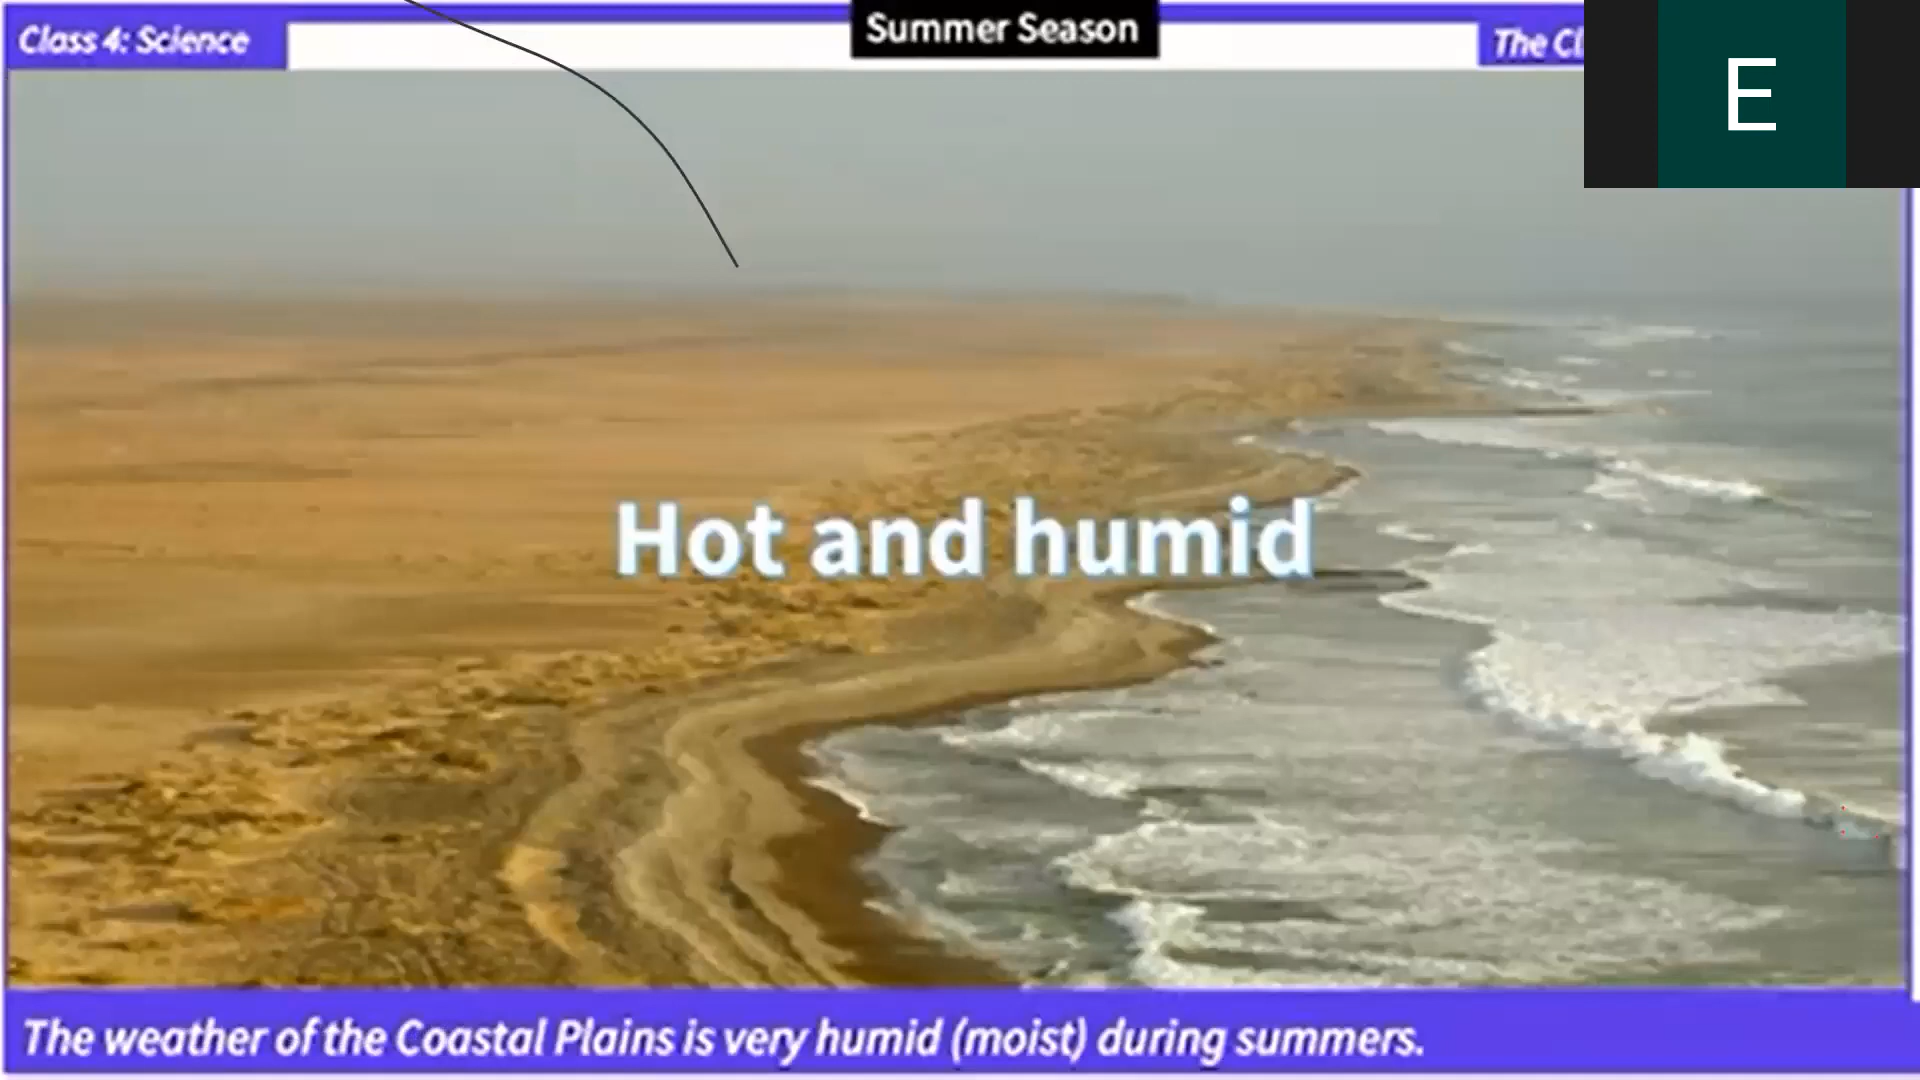 Class 4: Science
Summer Season
The
E
Hot and humid
The weather of the Coastal Plains is very humid (moist) during summers.